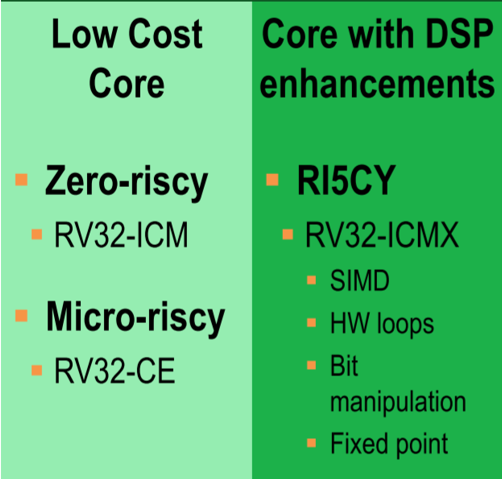 Low Cost
Core
Zero-riscy
RV32-ICM
Micro-riscy
RV32-CE
Core with DSP
enhancements
RI5CY
RV32-ICMX
SIMD
HW loops
Bit
manipulation
Fixed point